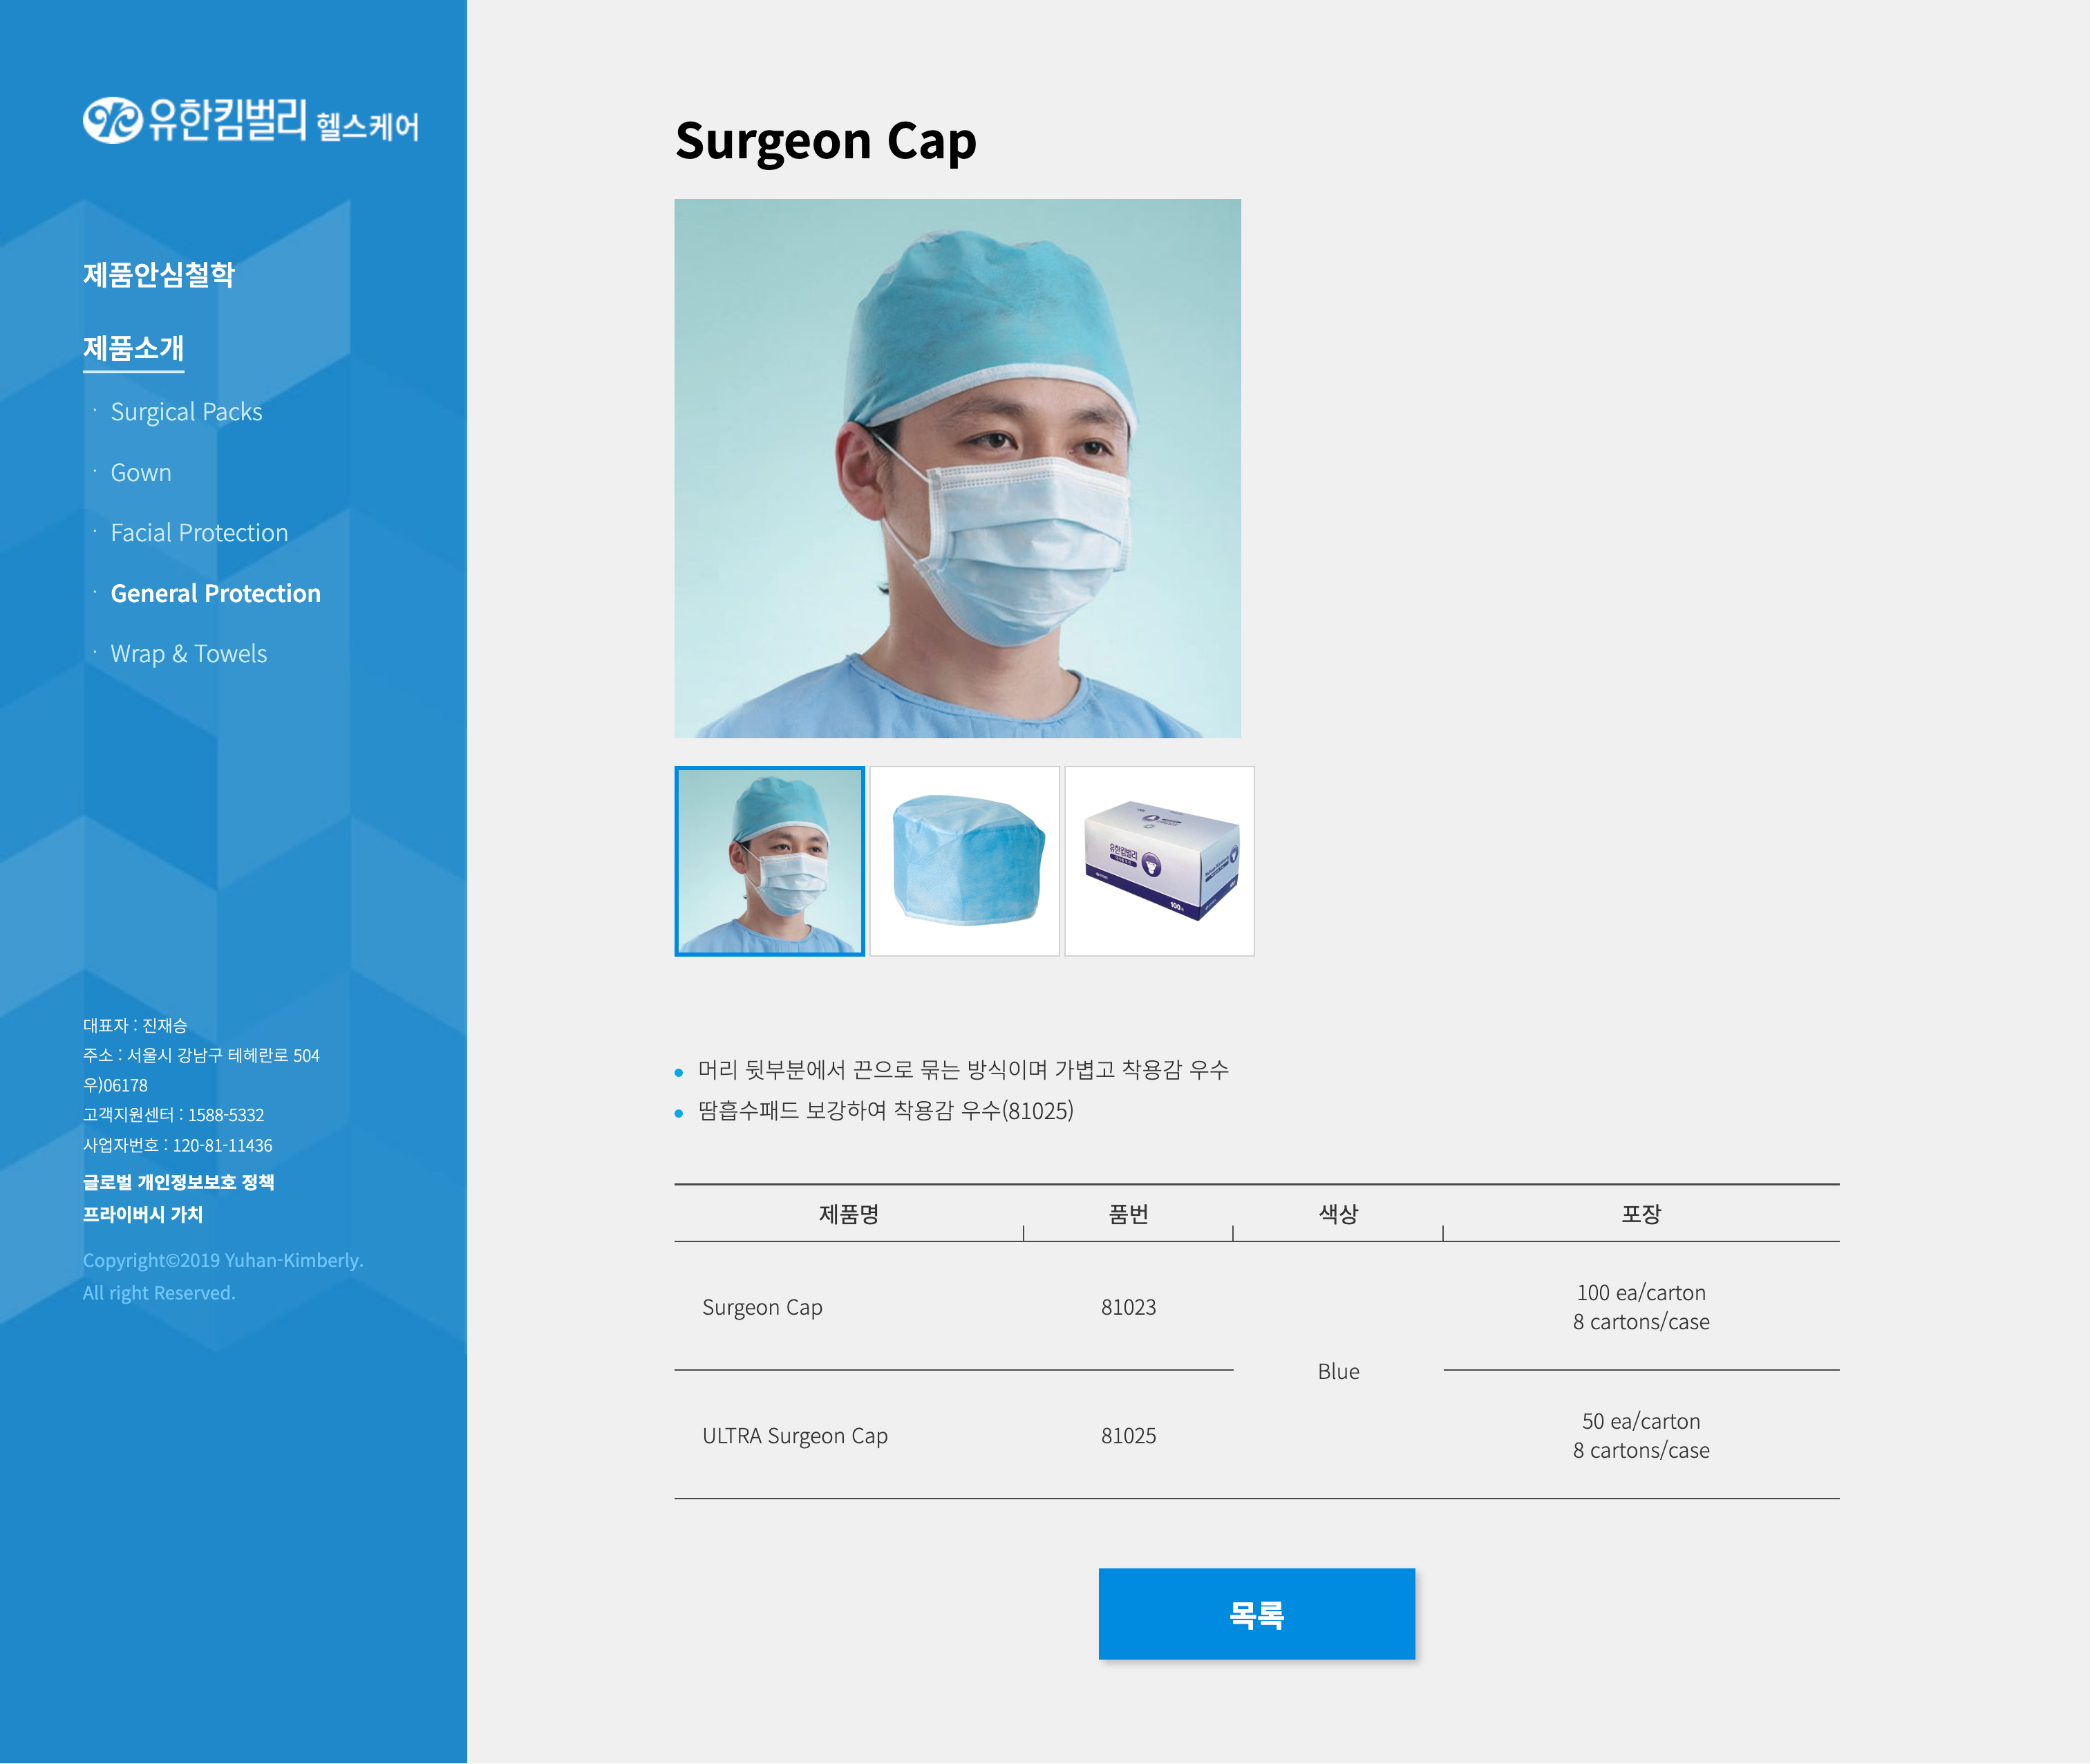 유한킴벌리 헬스케어
제품안심철학
제품소개
· Surgical Packs
· Gown
· Facial Protection
· General Protection
· Wrap & Towels
대표자 : 진재승
주소 : 서울시 강남구 테헤란로 504
우)06178
고객지원센터 : 1588-5332
사업자번호 : 120-81-11436
글로벌 개인정보보호 정책
프라이버시 가치
Copyright©2019 Yuhan-Kimberly.
All right Reserved.
Surgeon Cap
유한킴벌리
100
• 머리 뒷부분에서 끈으로 묶는 방식이며 가볍고 착용감 우수
• 땀흡수패드 보강하여 착용감 우수(81025)
제품명 품번 색상 포장
Surgeon Cap 81023 100 ea/carton
8 cartons/case
Blue
ULTRA Surgeon Cap 81025 50 ea/carton
8 cartons/case
목록